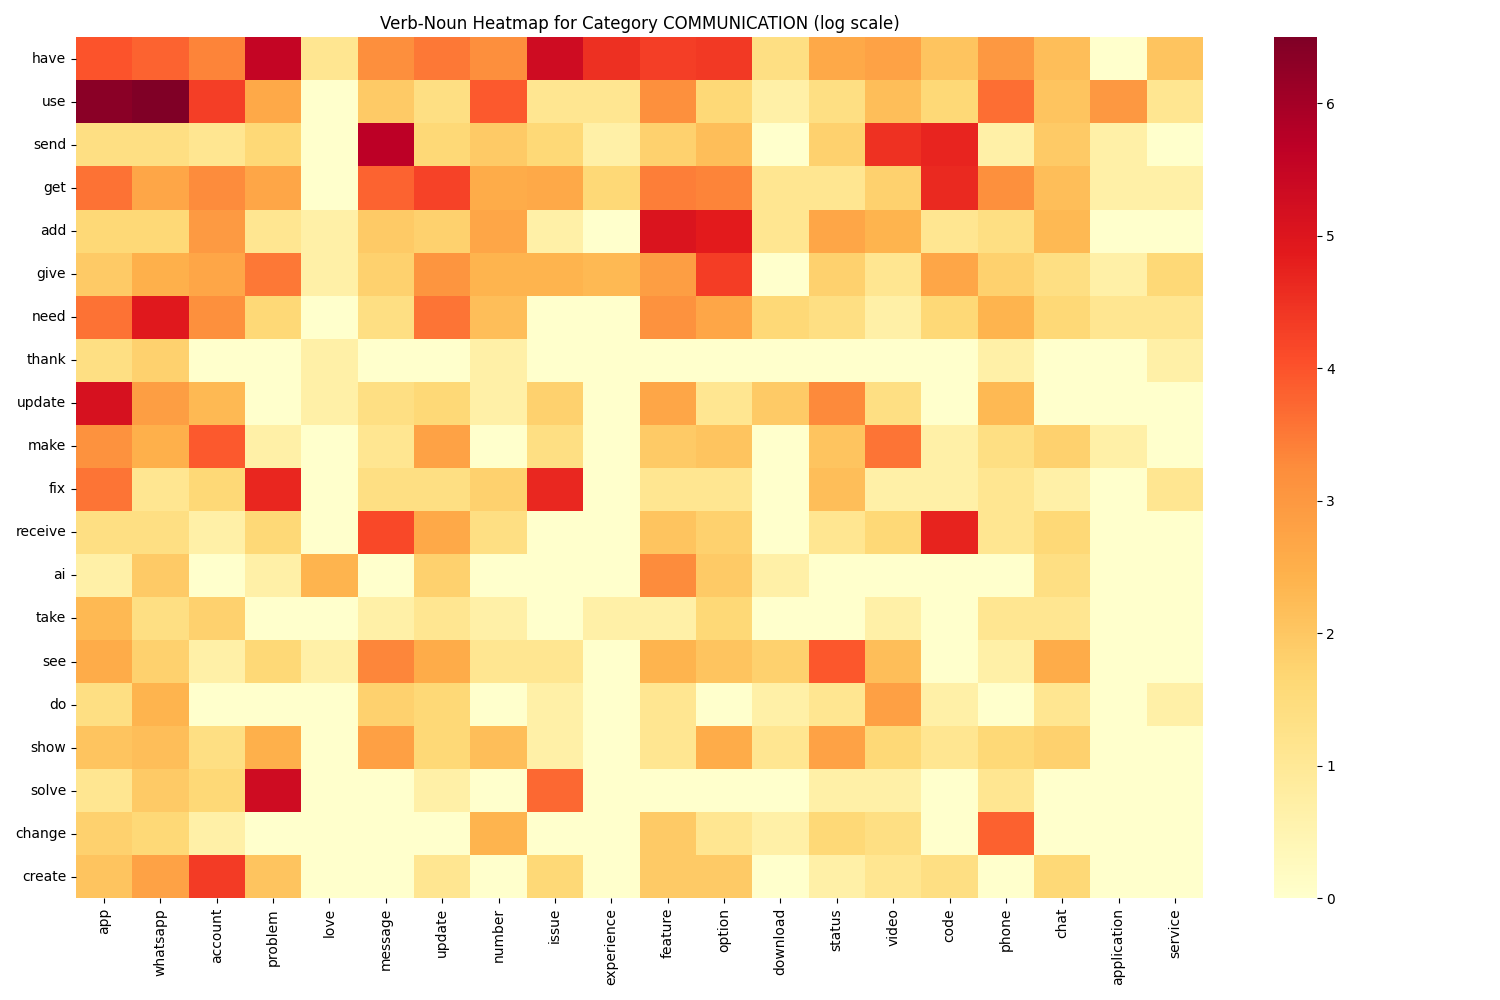 Verb-Noun Heatmap for Category COMMUNICATION (log scale)
have
use
send
get
add
give
need
thank
update
make
fix
receive
ai
take
see
do
show
solve
change
create
app
whatsapp
account
problem
love
message
update
number
issue
experience
feature
option
download
status
video
code
phone
chat
application
service
6
5
4
3
2
1
0